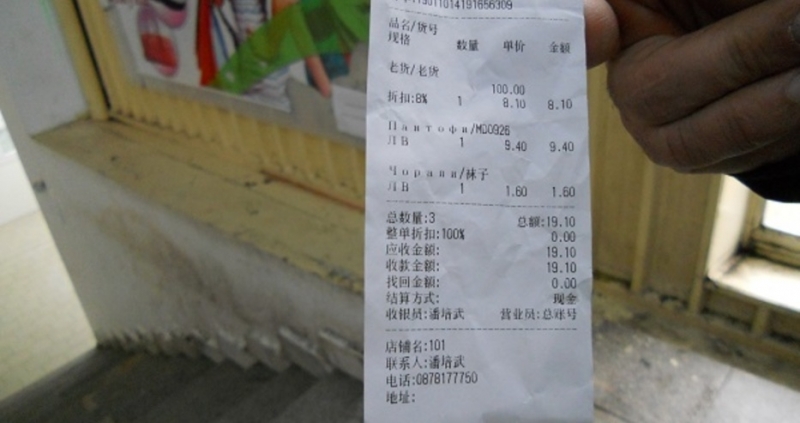 119011014191656309
品名/货号
规格 数量 单价 金额
老货/老货
100.00
折扣:8% 1 8.10 8.10
Пантофи/M00926
ЛВ 1 9.40 9.40
Чорапи/袜子
ЛВ 1 1.60 1.60
总数量:3 总额:19.10
整单折扣:100% 0.00
应收金额: 19.10
收款金额: 19.10
找回金额: 0.00
结算方式: 现金
收银员:潘培武 营业员:总账号
店铺名:101
联系人:潘培武
电话:0878177750
地址: